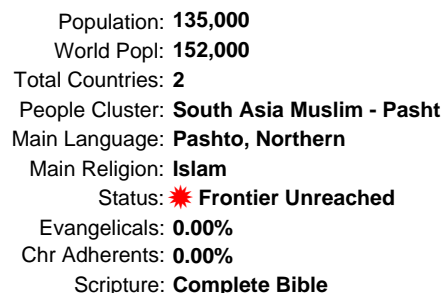 Population: 135,000
World Popl: 152,000
Total Countries: 2
People Cluster: South Asia Muslim - Pasht
Main Language: Pashto, Northern
Main Religion: Islam
Status: Frontier Unreached
Evangelicals: 0.00%
Chr Adherents: 0.00%
Scripture: Complete Bible